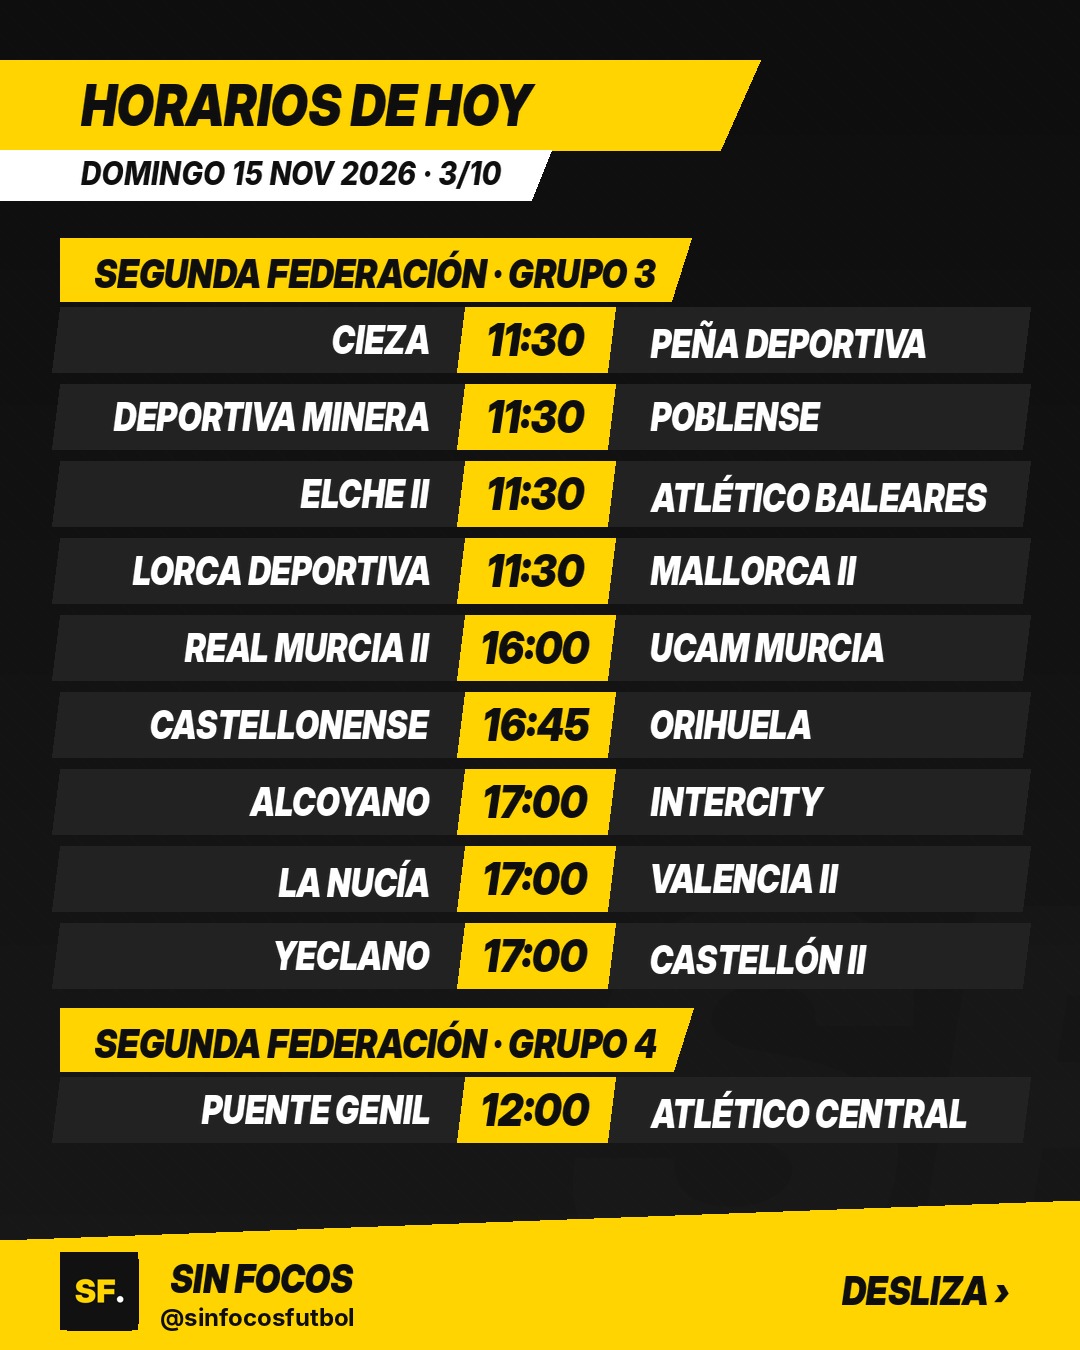 HORARIOS DE HOY
DOMINGO 15 NOV 2026 · 3/10
SEGUNDA FEDERACIÓN · GRUPO 3
CIEZA 11:30 PEÑA DEPORTIVA
DEPORTIVA MINERA 11:30 POBLENSE
ELCHE II 11:30 ATLÉTICO BALEARES
LORCA DEPORTIVA 11:30 MALLORCA II
REAL MURCIA II 16:00 UCAM MURCIA
CASTELLONENSE 16:45 ORIHUELA
ALCOYANO 17:00 INTERCITY
LA NUCÍA 17:00 VALENCIA II
YECLANO 17:00 CASTELLÓN II
SEGUNDA FEDERACIÓN · GRUPO 4
PUENTE GENIL 12:00 ATLÉTICO CENTRAL
SF.
SIN FOCOS
@sinfocosfutbol
DESLIZA ›